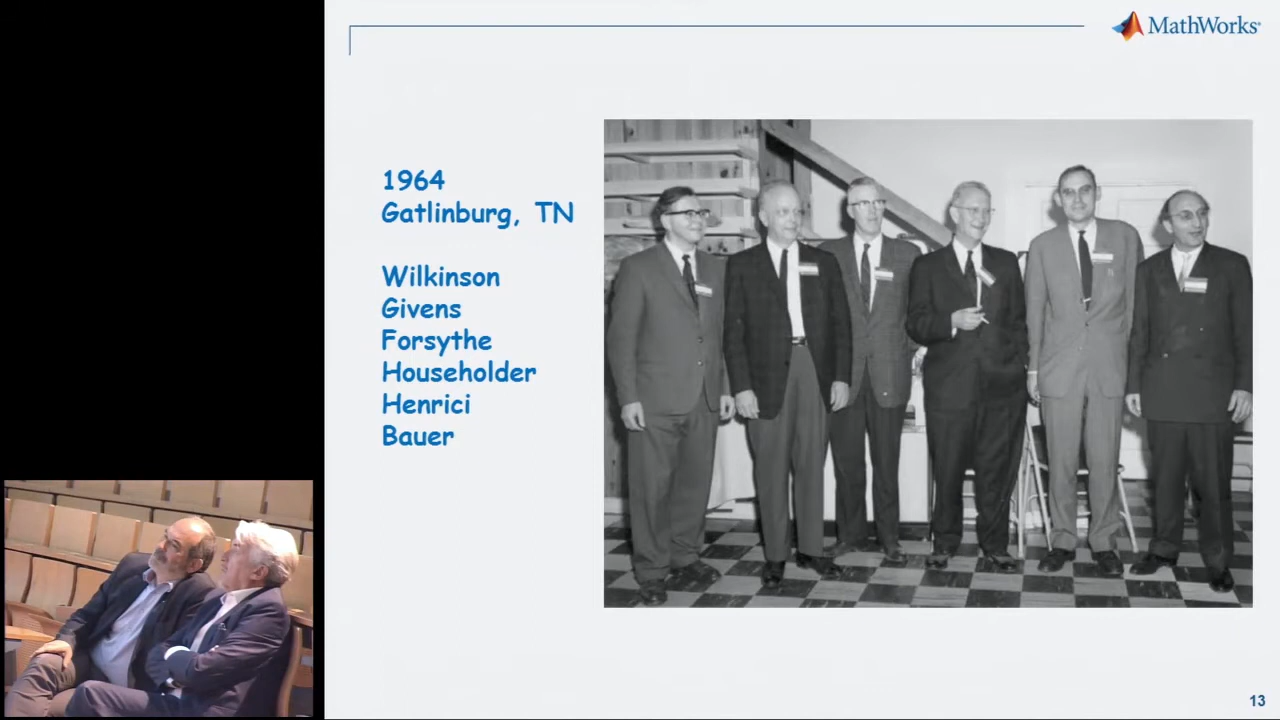 MathWorks®
1964
Gatlinburg, TN
Wilkinson
Givens
Forsythe
Householder
Henrici
Bauer
13